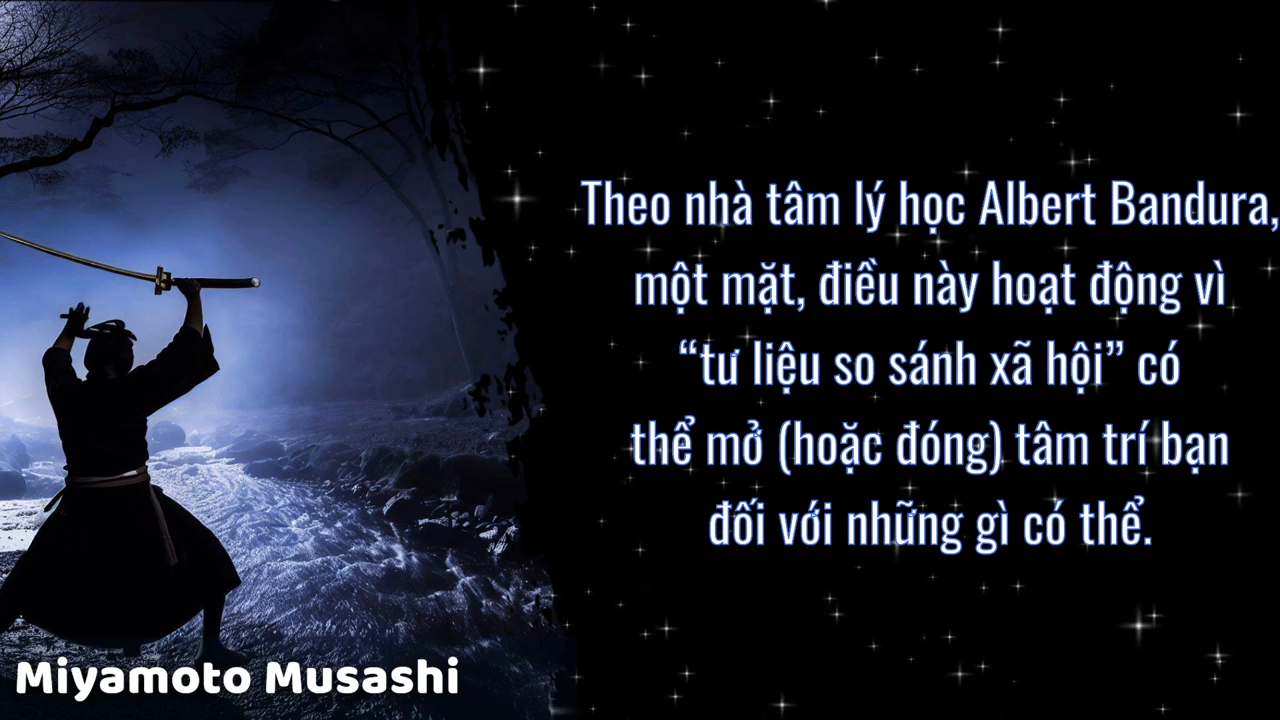 Theo nhà tâm lý học Albert Bandura,
một mặt, điều này hoạt động vì
“tư liệu so sánh xã hội” có
thể mở (hoặc đóng) tâm trí bạn
đối với những gì có thể.
Miyamoto Musashi